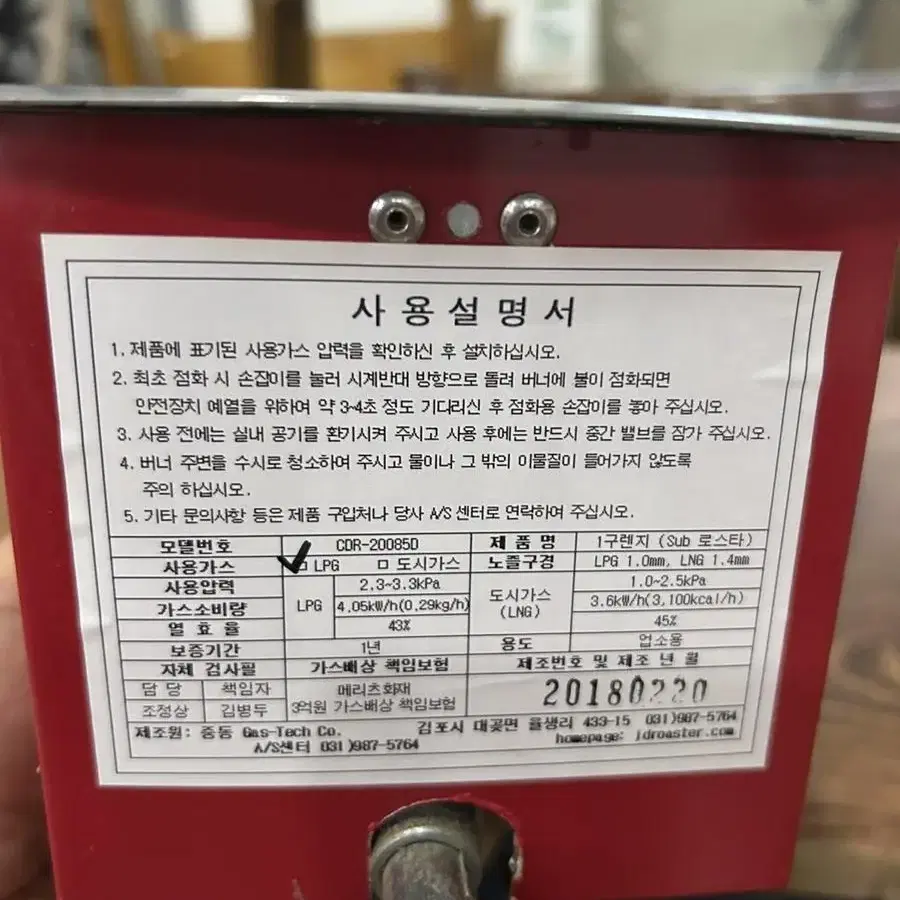 사용설명서
1. 제품에 표기된 사용가스 압력을 확인하신 후 설치하십시오.
2. 최초 점화 시 손잡이를 눌러 시계반대 방향으로 돌려 버너에 불이 점화되면
안전장치 예열을 위하여 약 3~4초 정도 기다리신 후 점화용 손잡이를 놓아 주십시오.
3. 사용 전에는 실내 공기를 환기시켜 주시고 사용 후에는 반드시 중간 밸브를 잠가 주십시오.
4. 버너 주변을 수시로 청소하여 주시고 물이나 그 밖의 이물질이 들어가지 않도록
주의 하십시오.
5. 기타 문의사항 등은 제품 구입처나 당사 A/S 센터로 연락하여 주십시오.
모델번호 CDR-20085D 제 품 명 1구렌지 (Sub 로스타)
사용가스 ✓□ LPG □ 도시가스 노즐구경 LPG 1.0mm, LNG 1.4mm
사용압력 LPG 2.3~3.3kPa 도시가스 (LNG) 1.0~2.5kPa
가스소비량 4.05kW/h(0.29kg/h) 3.6kW/h(3,100kcal/h)
열 효 율 43% 45%
보증기간 1년 용도 업소용
자체 검사필 가스배상 책임보험 제조번호 및 제조 년 월
담 당 책임자 메리츠화재 20180220
조정상 김병두 3억원 가스배상 책임보험
제조원: 중동 Gas-Tech Co. 김포시 대곶면 율생리 433-15 031)987-5764
A/S센터 031)987-5764 homepage: jdroaster.com